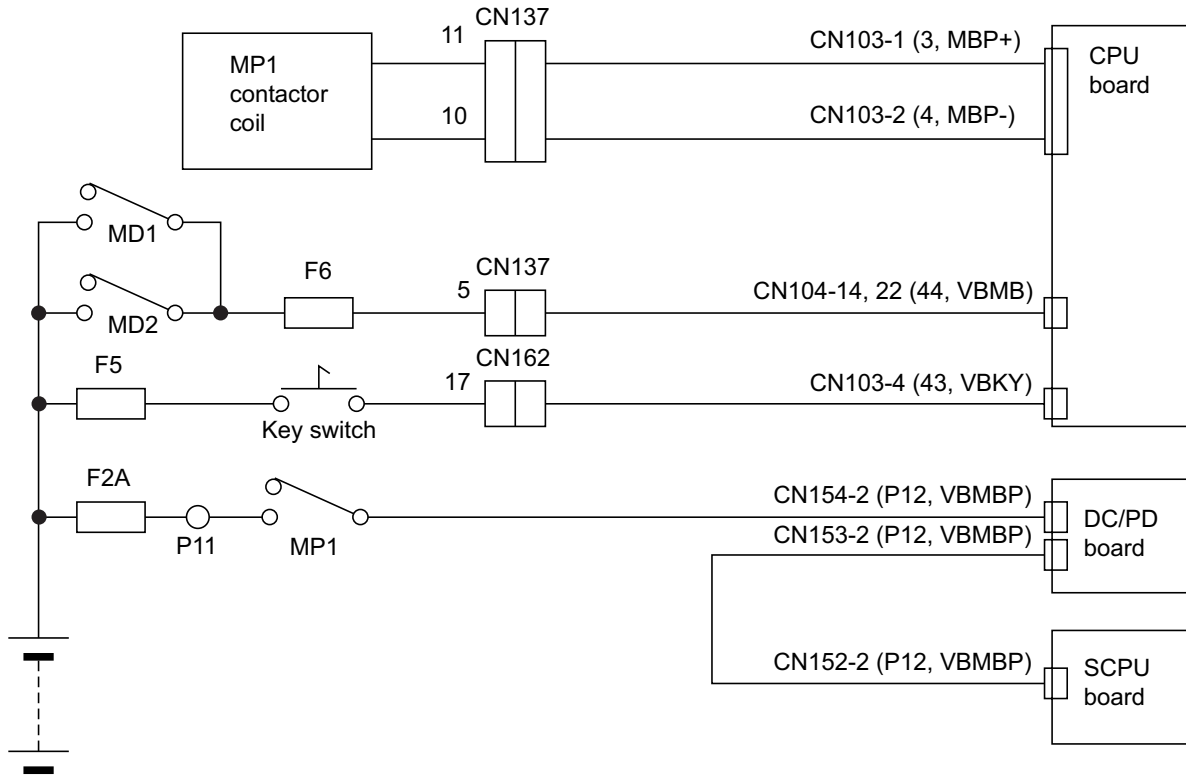 CN137
11
CN103-1 (3, MBP+)
CPU
board
MP1
contactor
coil
10
CN103-2 (4, MBP-)
MD1
F6
CN137
5
CN104-14, 22 (44, VBMB)
MD2
F5
CN162
17
CN103-4 (43, VBKY)
Key switch
F2A
CN154-2 (P12, VBMBP)
CN153-2 (P12, VBMBP)
DC/PD
board
P11
MP1
CN152-2 (P12, VBMBP)
SCPU
board